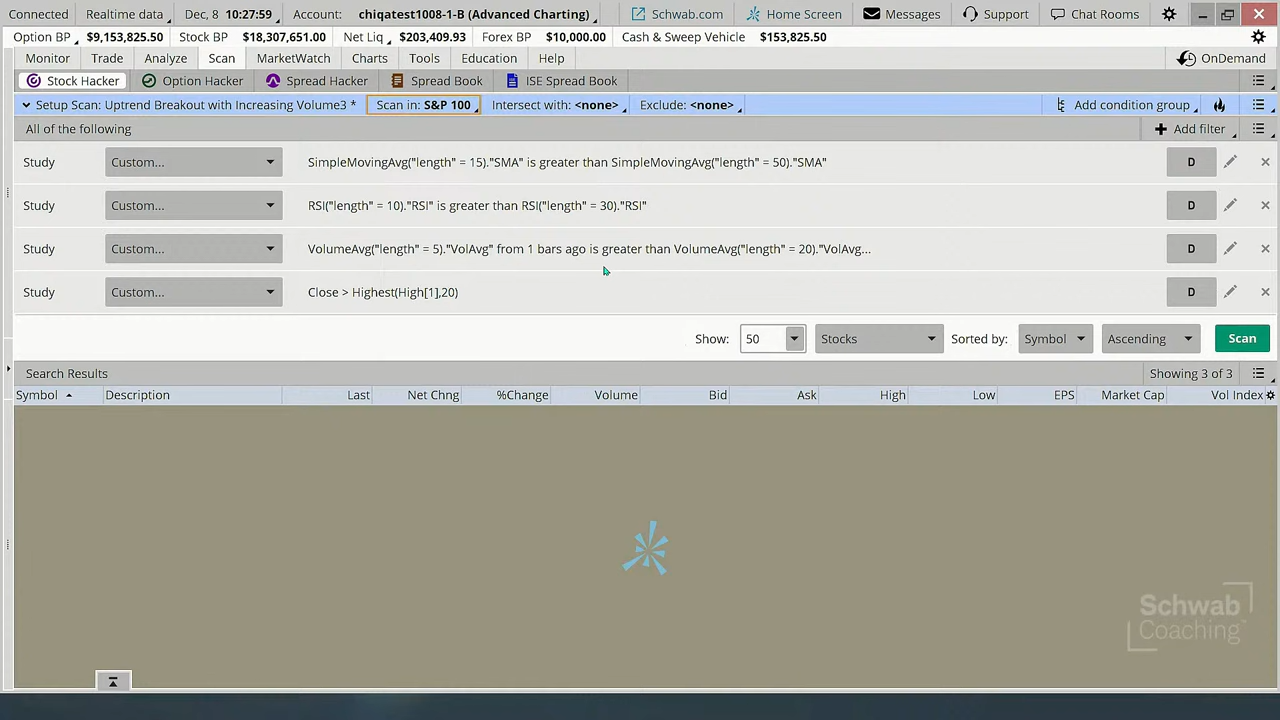 Connected Realtime data Dec, 8 10:27:59 Account: chiqatest1008-1-B (Advanced Charting) Schwab.com Home Screen Messages Support Chat Rooms
Option BP $9,153,825.50 Stock BP $18,307,651.00 Net Liq $203,409.93 Forex BP $10,000.00 Cash & Sweep Vehicle $153,825.50
Monitor Trade Analyze Scan MarketWatch Charts Tools Education Help OnDemand
Stock Hacker Option Hacker Spread Hacker Spread Book ISE Spread Book
Setup Scan: Uptrend Breakout with Increasing Volume3 * Scan in: S&P 100 Intersect with: <none> Exclude: <none> Add condition group
All of the following + Add filter
Study Custom... SimpleMovingAvg("length" = 15)."SMA" is greater than SimpleMovingAvg("length" = 50)."SMA" D
Study Custom... RSI("length" = 10)."RSI" is greater than RSI("length" = 30)."RSI" D
Study Custom... VolumeAvg("length" = 5)."VolAvg" from 1 bars ago is greater than VolumeAvg("length" = 20)."VolAvg... D
Study Custom... Close > Highest(High[1],20) D
Show: 50 Stocks Sorted by: Symbol Ascending Scan
Search Results Showing 3 of 3
Symbol Description Last Net Chng %Change Volume Bid Ask High Low EPS Market Cap Vol Index
Schwab
Coaching